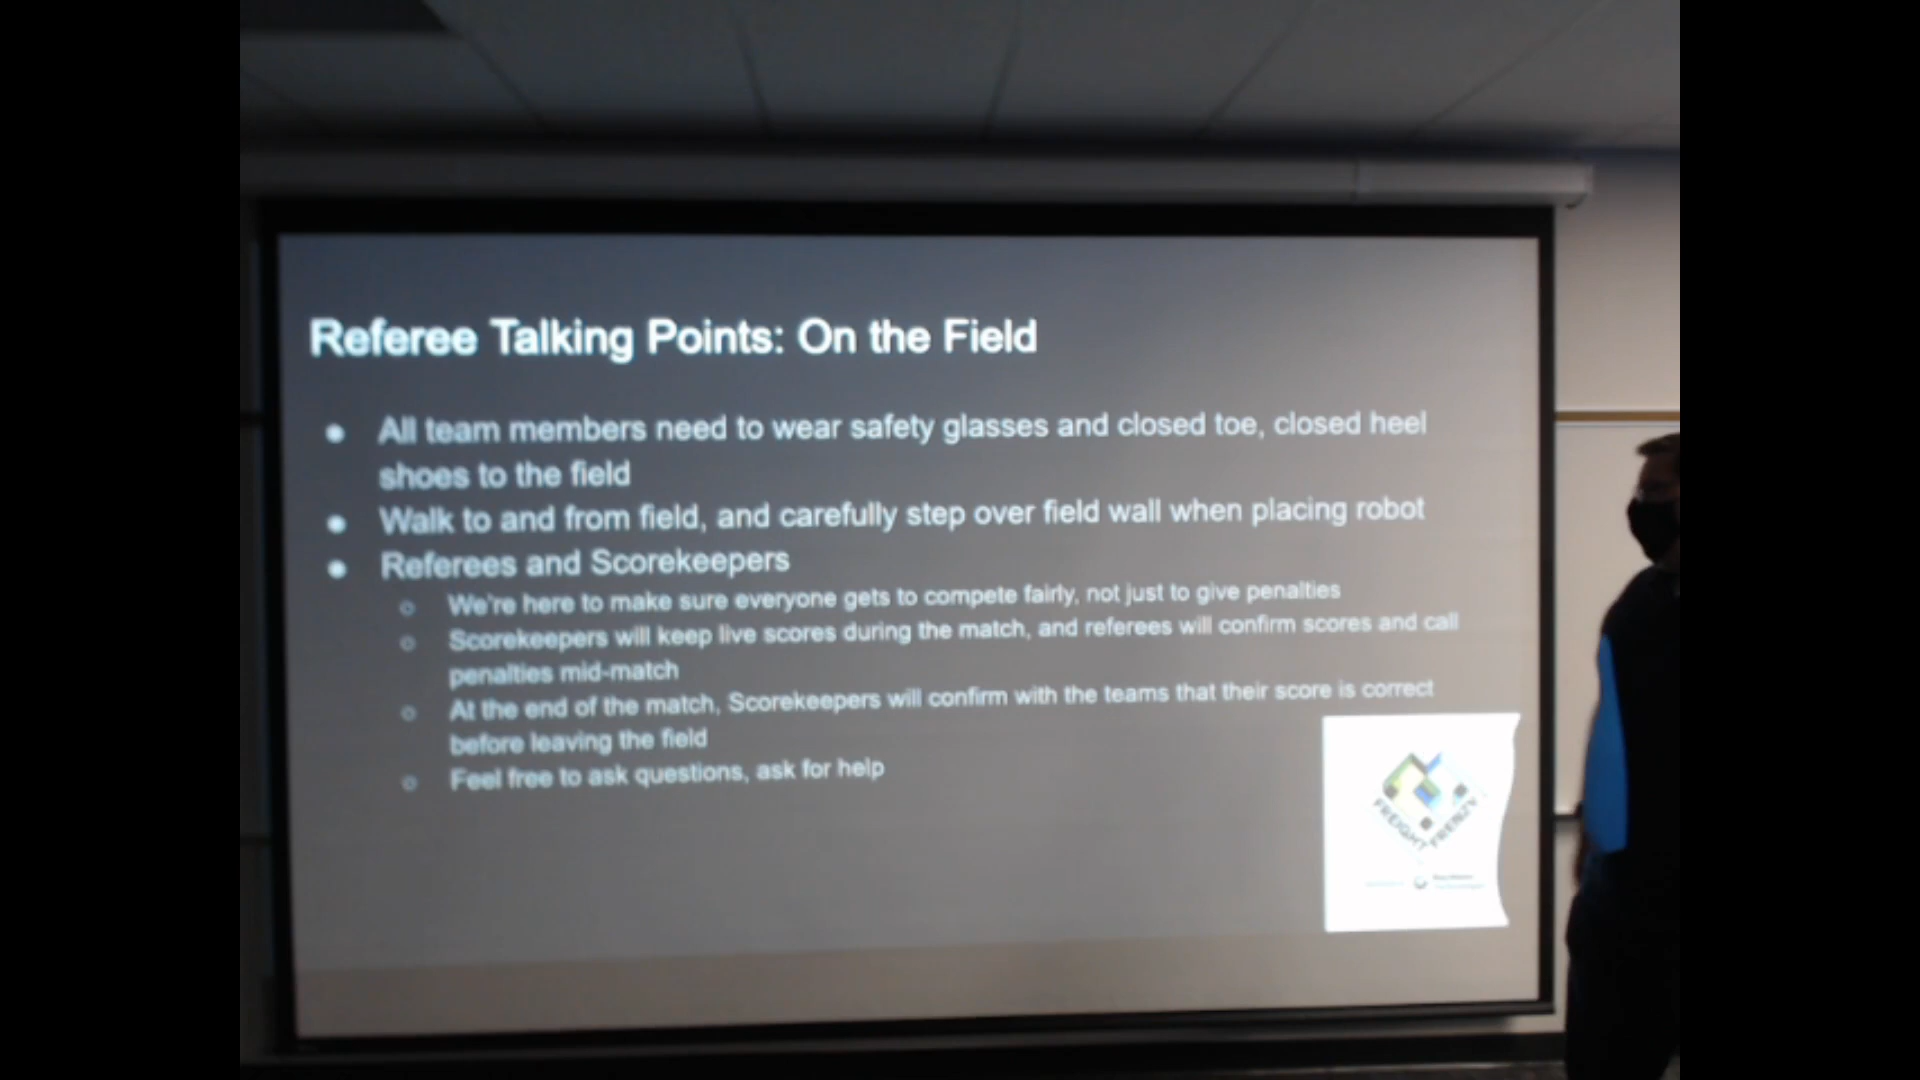 Referee Talking Points: On the Field
● All team members need to wear safety glasses and closed toe, closed heel
shoes to the field
● Walk to and from field, and carefully step over field wall when placing robot
● Referees and Scorekeepers
○ We're here to make sure everyone gets to compete fairly, not just to give penalties
○ Scorekeepers will keep live scores during the match, and referees will confirm scores and call
penalties mid-match
○ At the end of the match, Scorekeepers will confirm with the teams that their score is correct
before leaving the field
○ Feel free to ask questions, ask for help
FREIGHT FRENZY